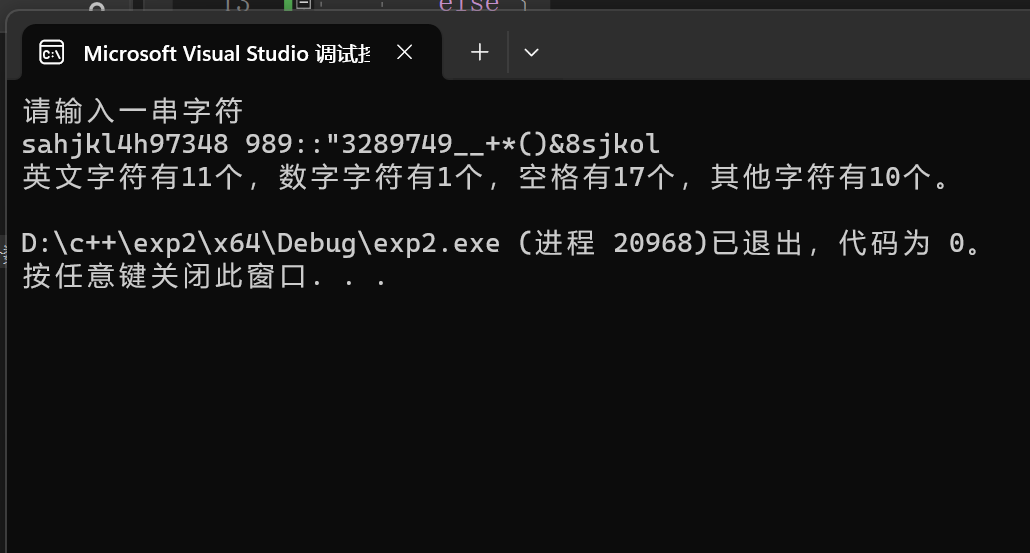 13 else {
Microsoft Visual Studio 调试控
请输入一串字符
sahjkl4h97348 989::"3289749__+*()&8sjkol
英文字符有11个，数字字符有1个，空格有17个，其他字符有10个。
D:\c++\exp2\x64\Debug\exp2.exe (进程 20968)已退出，代码为 0。
按任意键关闭此窗口. . .